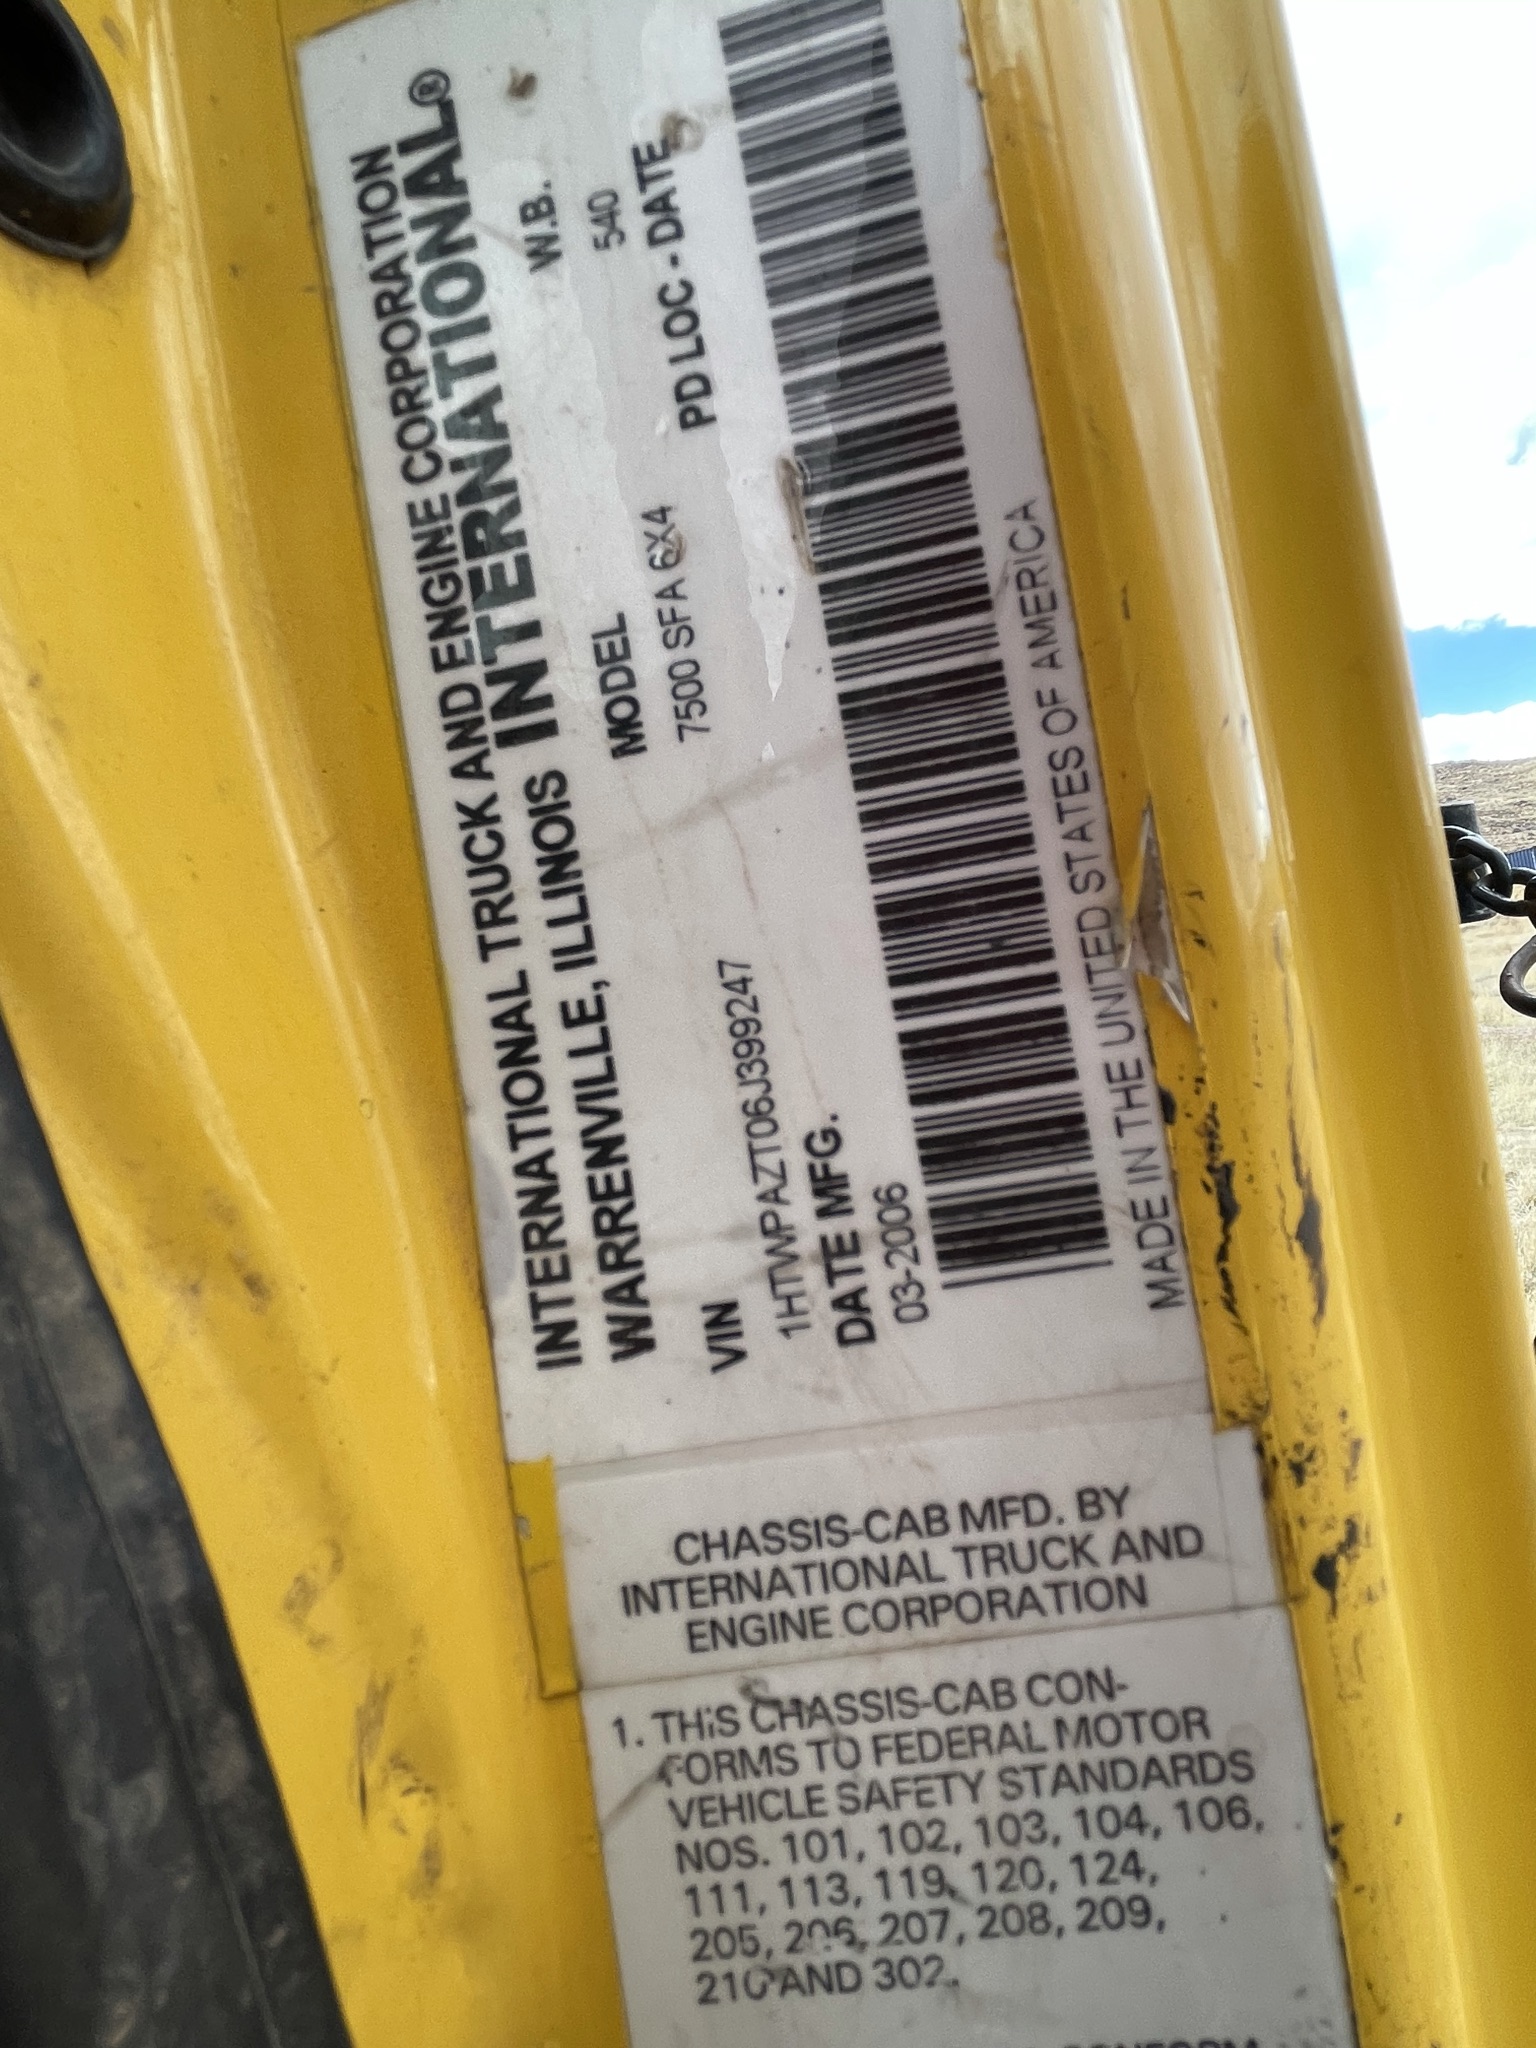 INTERNATIONAL TRUCK AND ENGINE CORPORATION
WARRENVILLE, ILLINOIS INTERNATIONAL®
VIN MODEL W.B.
1HTWPAZT06J399247 7500 SFA 6X4 540
DATE MFG. PD LOC - DATE
03-2006
MADE IN THE UNITED STATES OF AMERICA
CHASSIS-CAB MFD. BY
INTERNATIONAL TRUCK AND
ENGINE CORPORATION
1. THIS CHASSIS-CAB CON-
FORMS TO FEDERAL MOTOR
VEHICLE SAFETY STANDARDS
NOS. 101, 102, 103, 104, 106,
111, 113, 119, 120, 124,
205, 206, 207, 208, 209,
210 AND 302.